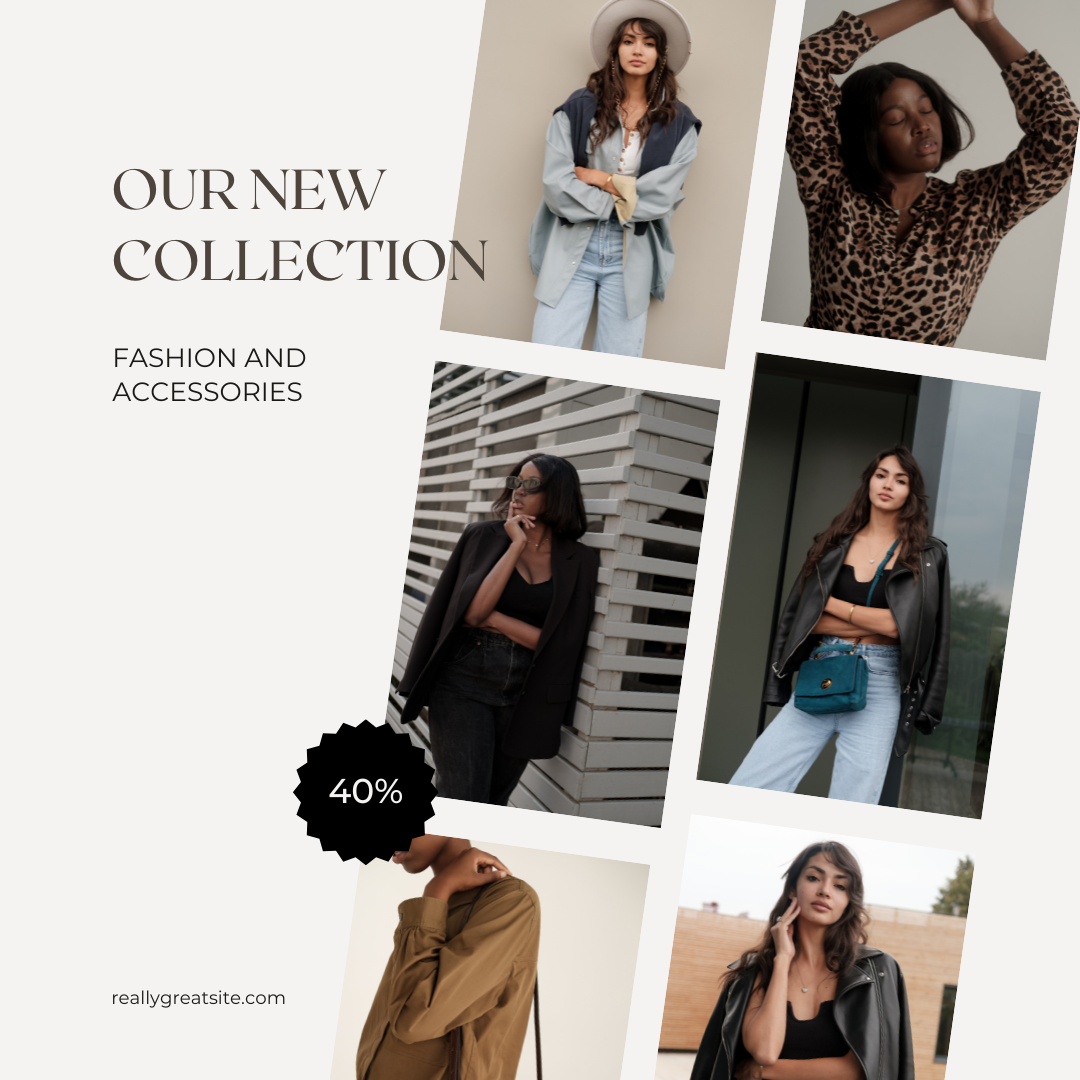 OUR NEW
COLLECTION
FASHION AND
ACCESSORIES
40%
reallygreatsite.com